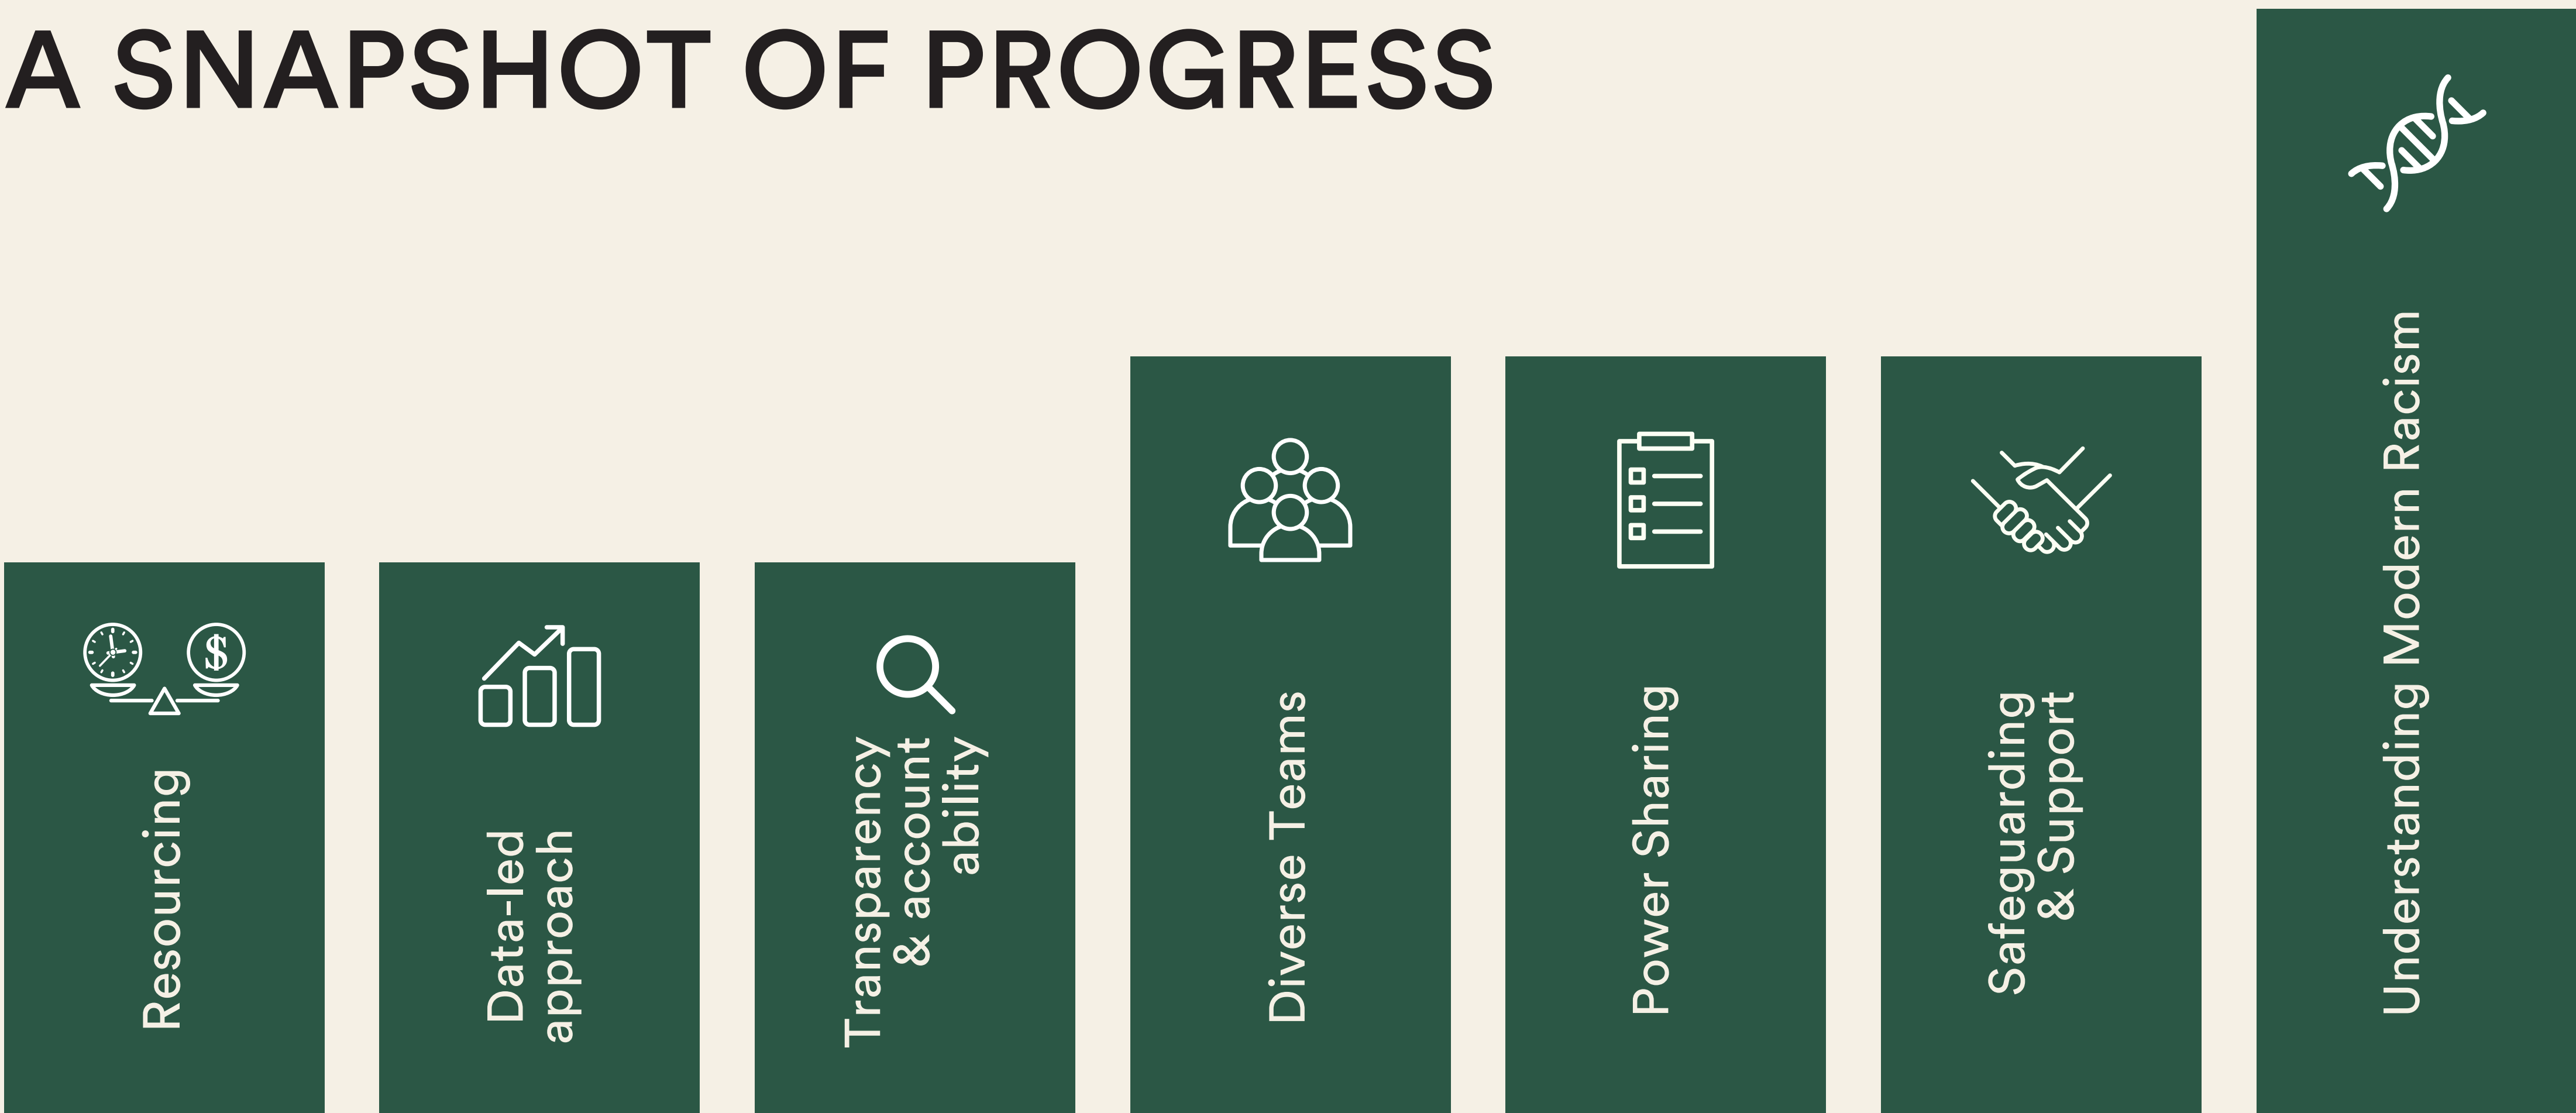 A SNAPSHOT OF PROGRESS
Resourcing
Data-led
approach
Transparency
& account
ability
Diverse Teams
Power Sharing
Safeguarding
& Support
Understanding Modern Racism
$